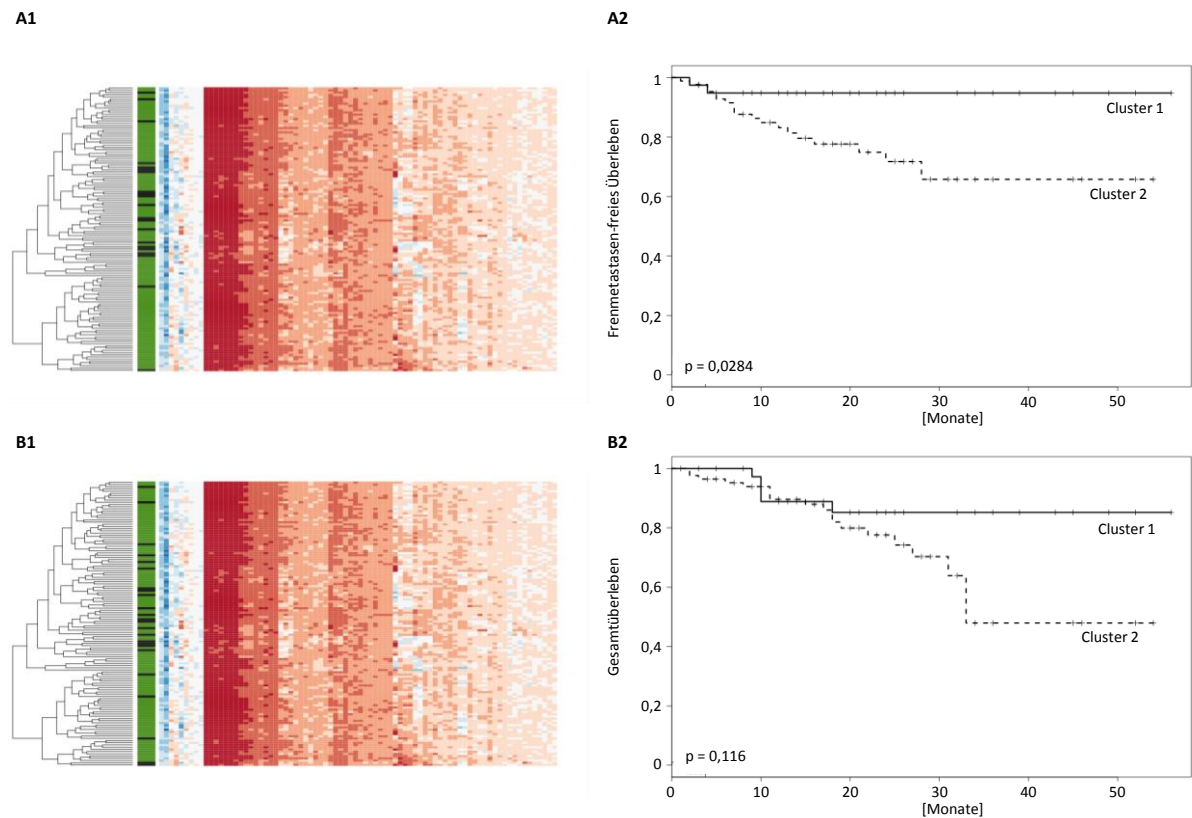 A1
A2
Frenmetastasen-freies Überleben
1
0,8
0,6
0,4
0,2
0
Cluster 1
Cluster 2
p = 0,0284
0 10 20 30 40 50
[Monate]
B1
B2
Gesamtüberleben
1
0,8
0,6
0,4
0,2
0
Cluster 1
Cluster 2
p = 0,116
0 10 20 30 40 50
[Monate]